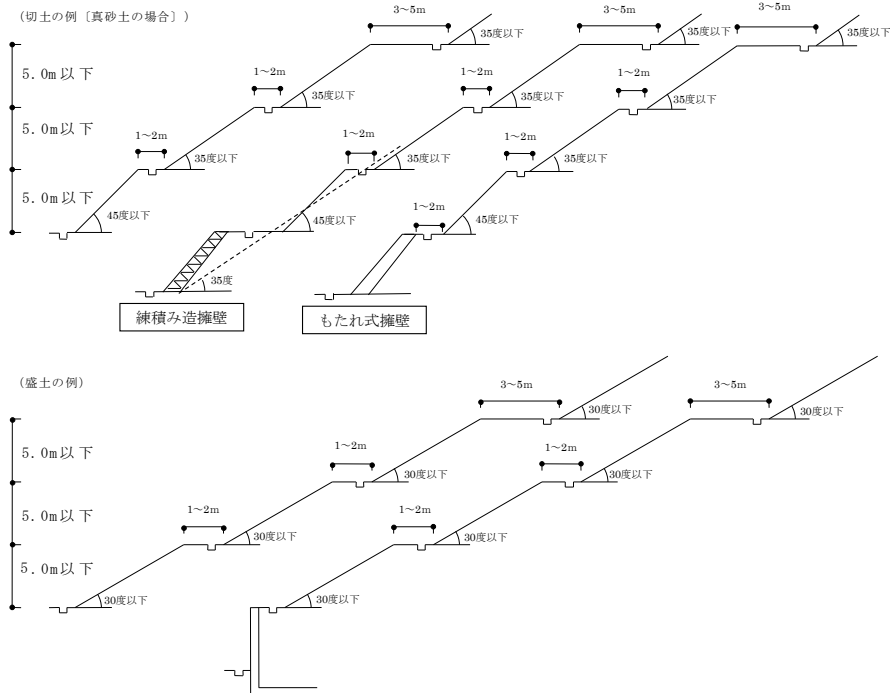 (切土の例〔真砂土の場合〕)
3～5m 3～5m 3～5m
35度以下 35度以下 35度以下
5.0m以下
1～2m 1～2m 1～2m
35度以下 35度以下 35度以下
5.0m以下
1～2m 1～2m 1～2m
35度以下 35度以下 35度以下
5.0m以下
1～2m
45度以下 45度以下 45度以下
35度
練積み造擁壁 もたれ式擁壁
(盛土の例)
3～5m 3～5m
30度以下 30度以下
5.0m以下
1～2m 1～2m
30度以下 30度以下
5.0m以下
1～2m 1～2m
30度以下 30度以下
5.0m以下
30度以下 30度以下